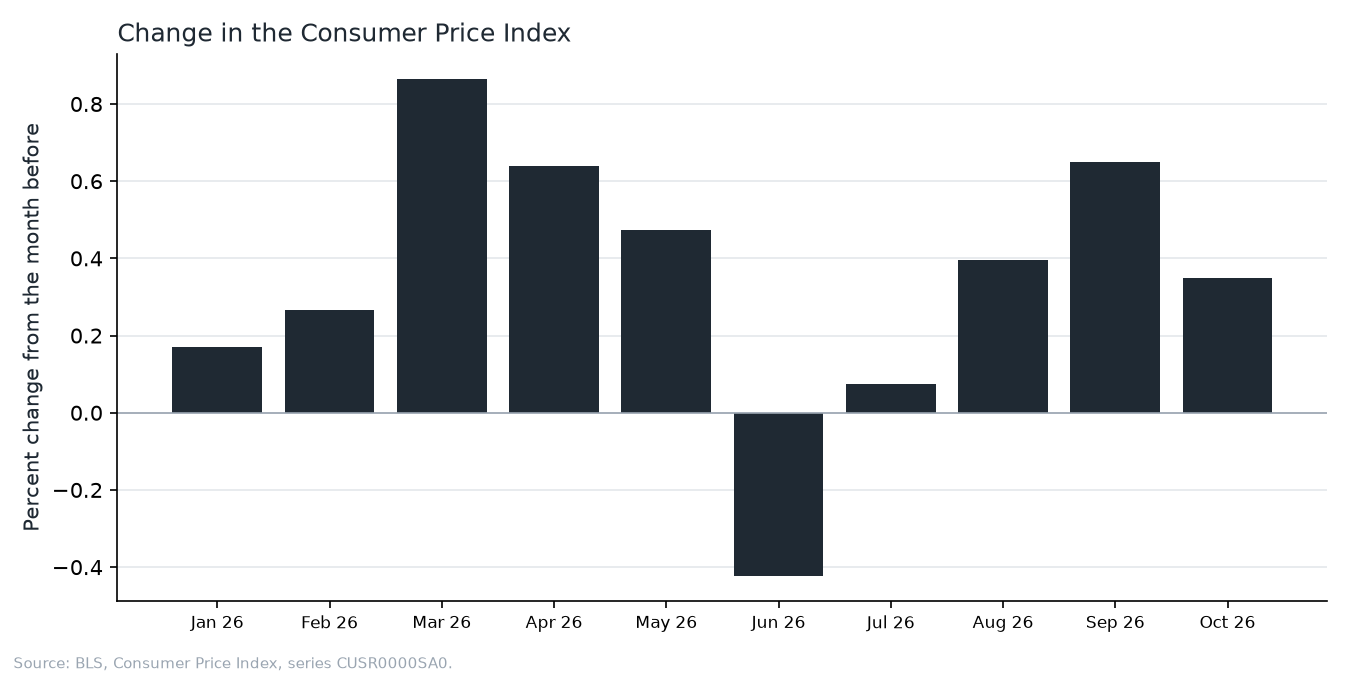 Change in the Consumer Price Index
Percent change from the month before
0.8
0.6
0.4
0.2
0.0
−0.2
−0.4
Jan 26 Feb 26 Mar 26 Apr 26 May 26 Jun 26 Jul 26 Aug 26 Sep 26 Oct 26
Source: BLS, Consumer Price Index, series CUSR0000SA0.